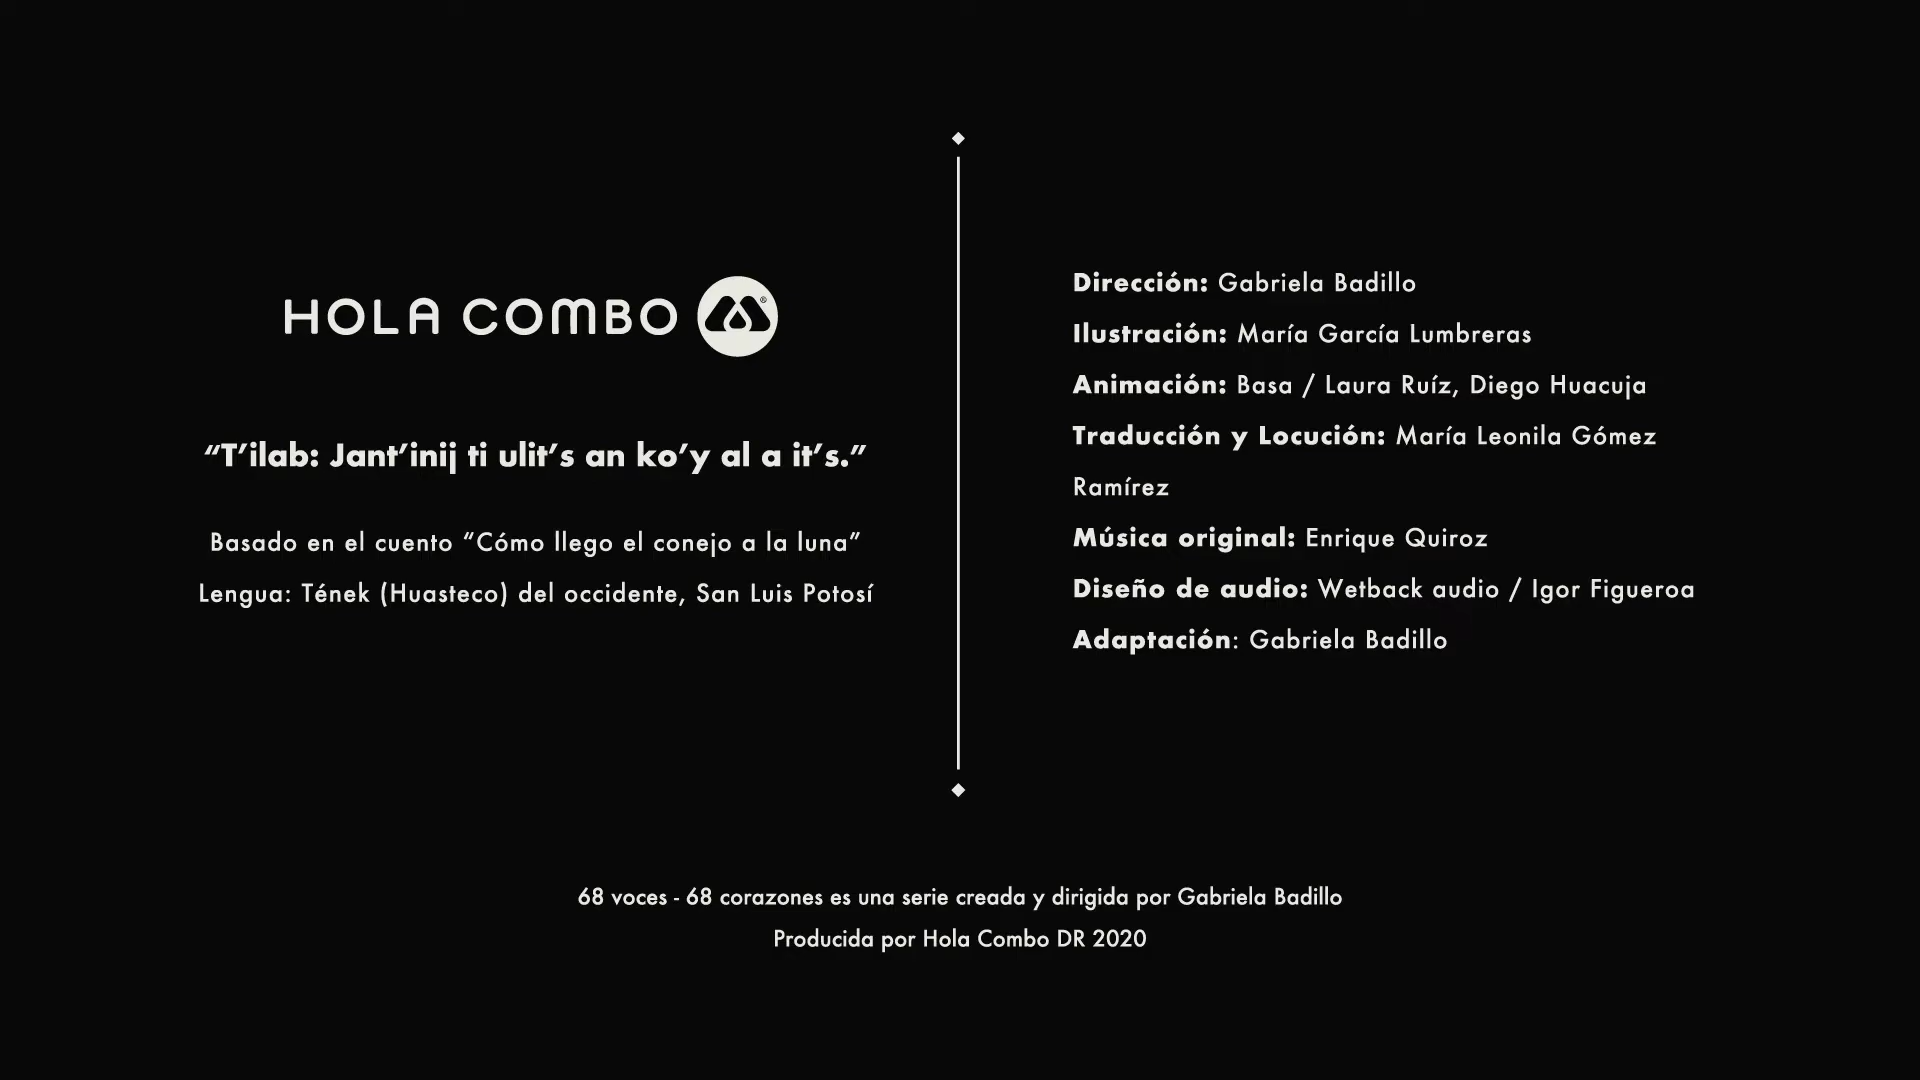 HOLA COMBO
“T’ilab: Jant’inij ti ulit’s an ko’y al a it’s.”
Basado en el cuento “Cómo llego el conejo a la luna”
Lengua: Tének (Huasteco) del occidente, San Luis Potosí
Dirección: Gabriela Badillo
Ilustración: María García Lumbreras
Animación: Basa / Laura Ruíz, Diego Huacuja
Traducción y Locución: María Leonila Gómez
Ramírez
Música original: Enrique Quiroz
Diseño de audio: Wetback audio / Igor Figueroa
Adaptación: Gabriela Badillo
68 voces - 68 corazones es una serie creada y dirigida por Gabriela Badillo
Producida por Hola Combo DR 2020